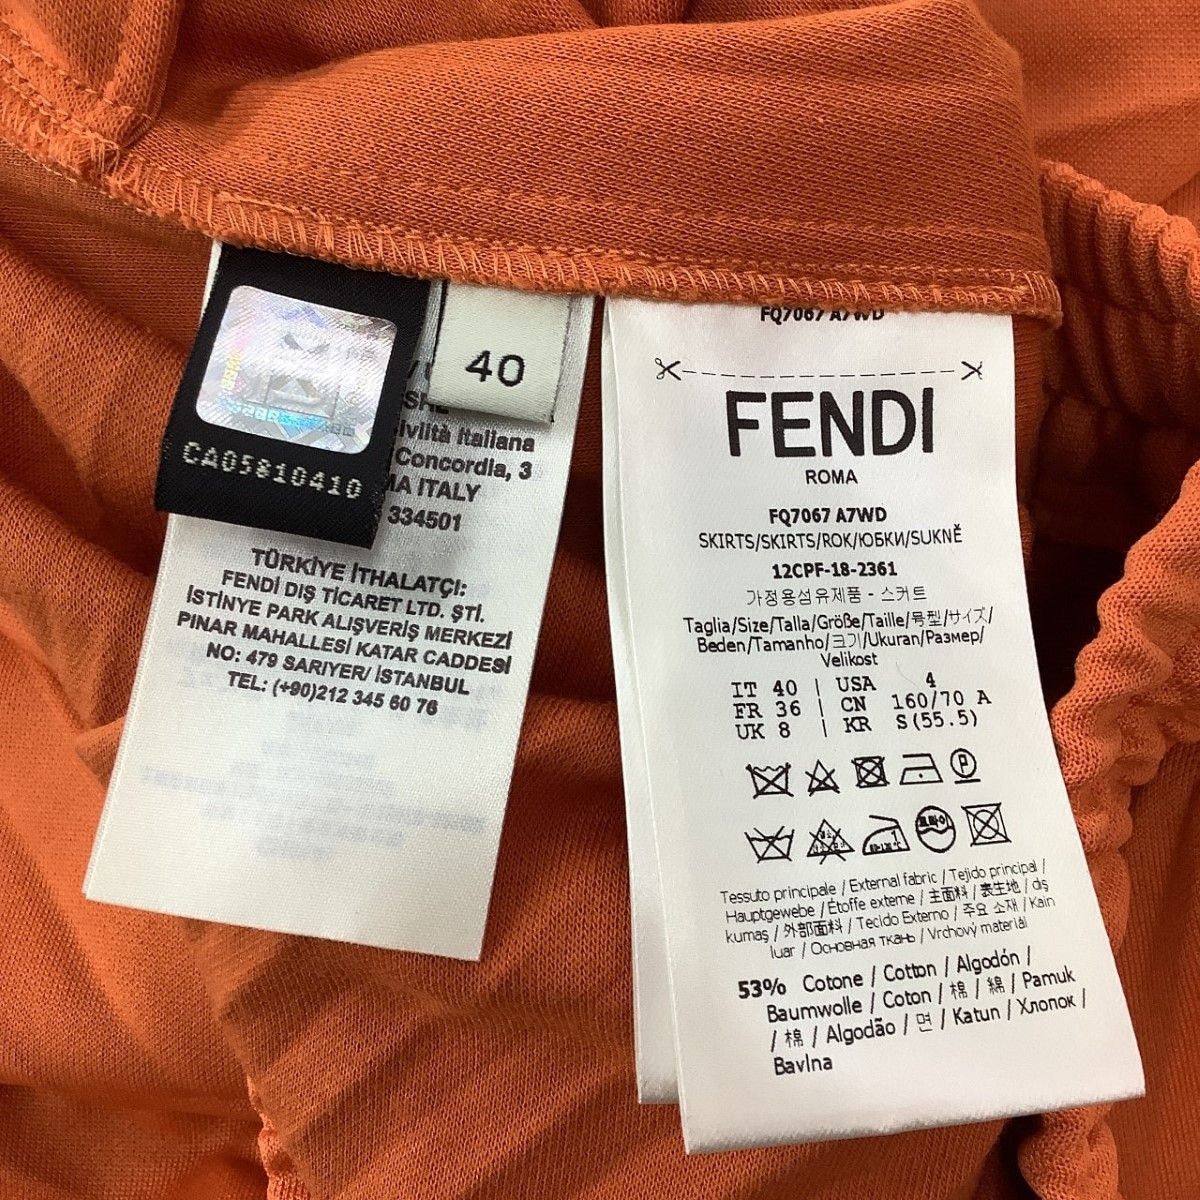 CA05810410
40
ivlità italiana
Concordia, 3
MA ITALY
334501
TÜRKİYE İTHALATÇI:
FENDİ DIŞ TİCARET LTD. ŞTİ.
İSTİNYE PARK ALIŞVERİŞ MERKEZİ
PINAR MAHALLESİ KATAR CADDESİ
NO: 479 SARIYER/ İSTANBUL
TEL: (+90)212 345 60 76
FQ7067 A7WD
FENDI
ROMA
FQ7067 A7WD
SKIRTS/SKIRTS/ROK/ЮБКИ/SUKNĚ
12CPF-18-2361
가정용섬유제품 - 스커트
Taglia/Size/Talla/Größe/Taille/号型/サイズ/
Beden/Tamanho/크기/Ukuran/Размер/
Velikost
IT 40 | USA 4
FR 36 | CN 160/70 A
UK 8 | KR S(55.5)
P
Tessuto principale / External fabric / Tejido principal /
Hauptgewebe / Étoffe externe / 主面料 / 表生地 / dış
kumaş / 外部面料 / Tecido Externo / 주요 소재 / Kain
luar / Основная ткань / Vrchový materiál
53% Cotone / Cotton / Algodón /
Baumwolle / Coton / 棉 / 綿 / Pamuk
/ 棉 / Algodão / 면 / Katun / Хлопок /
Bavlna